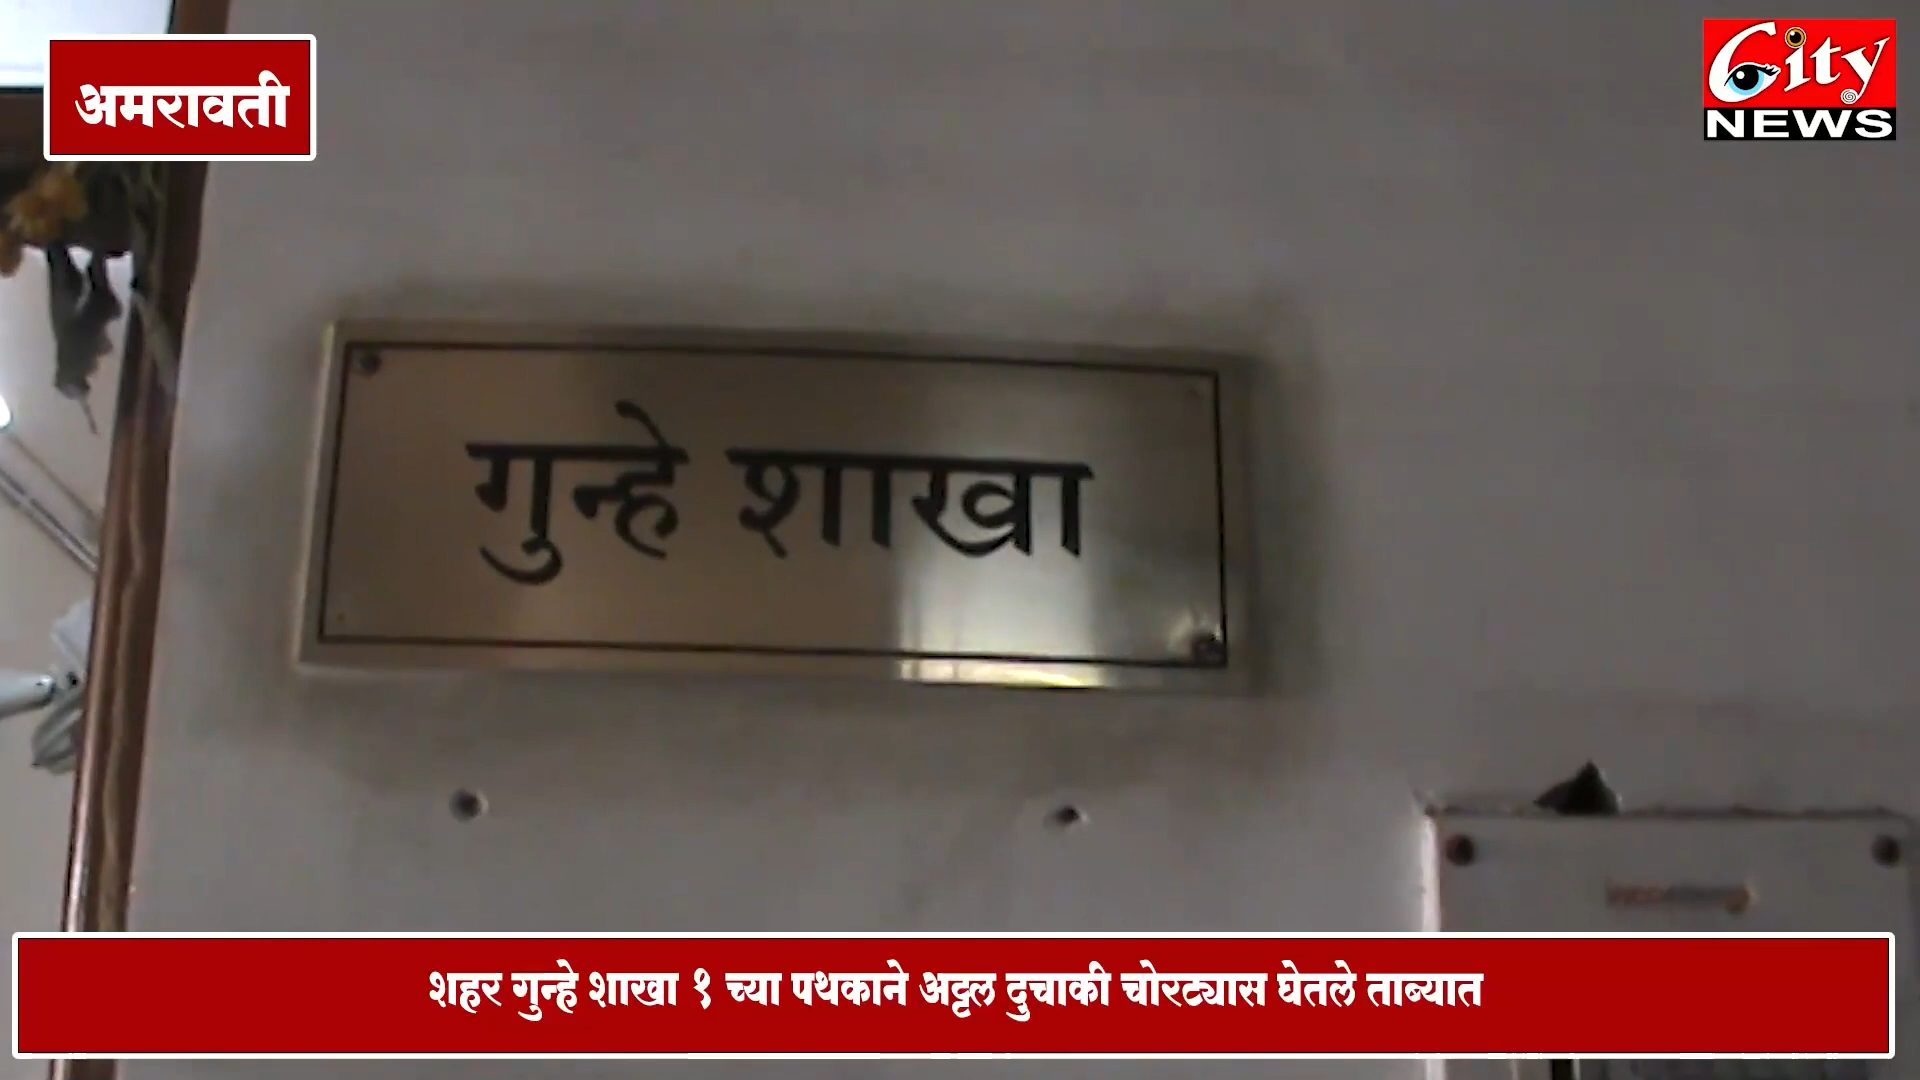 अमरावती
City
NEWS
गुन्हे शाखा
शहर गुन्हे शाखा १ च्या पथकाने अट्टल दुचाकी चोरट्यास घेतले ताब्यात